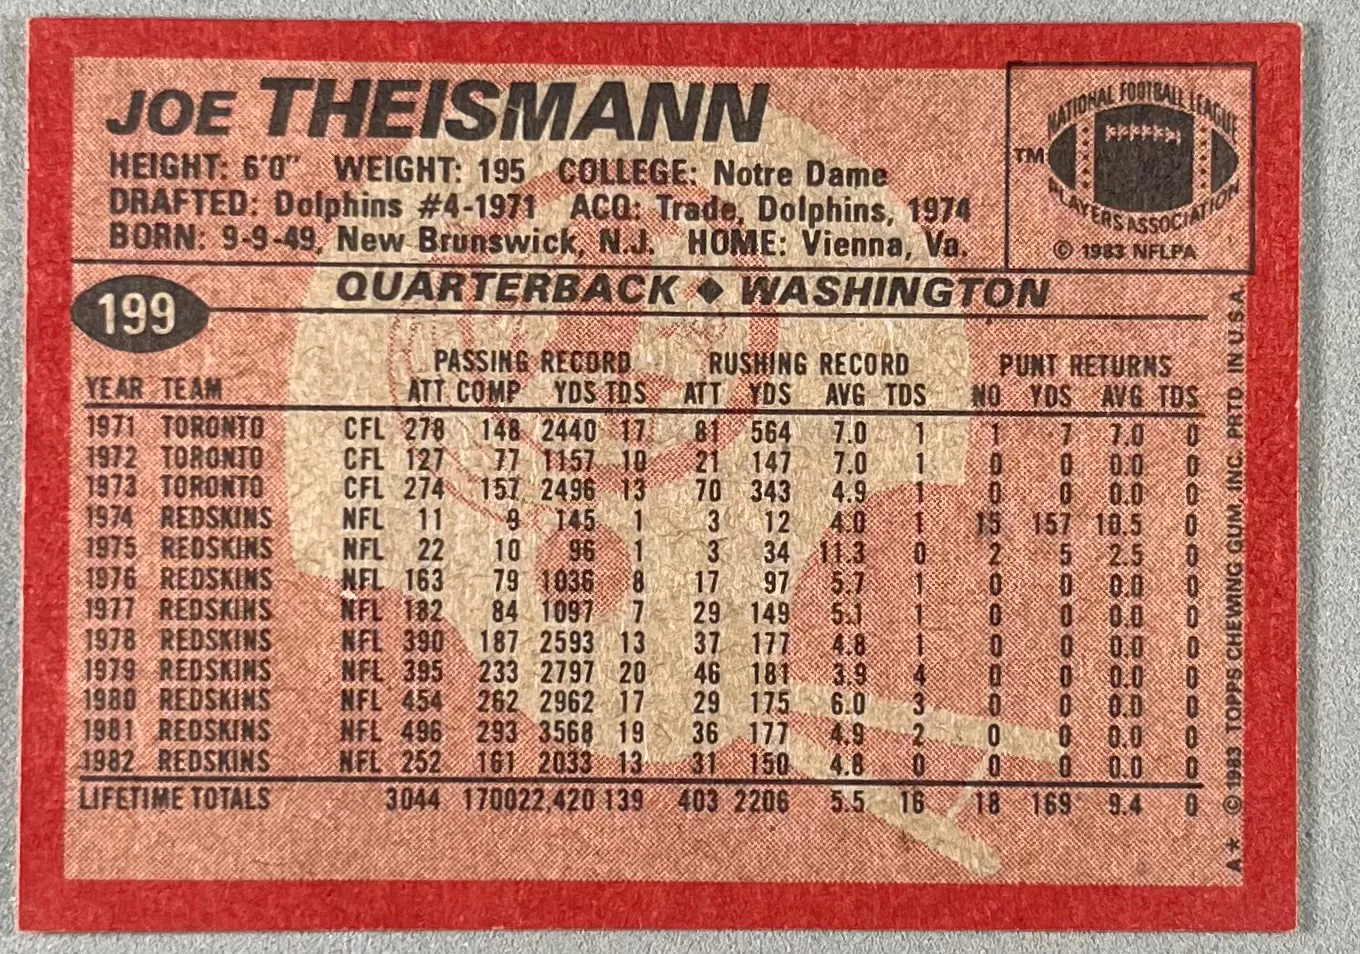 JOE THEISMANN
HEIGHT: 6'0" WEIGHT: 195 COLLEGE: Notre Dame
DRAFTED: Dolphins #4-1971 ACQ: Trade, Dolphins, 1974
BORN: 9-9-49, New Brunswick, N.J. HOME: Vienna, Va.
NATIONAL FOOTBALL LEAGUE
TM
PLAYERS ASSOCIATION
© 1983 NFLPA
199
QUARTERBACK ♦ WASHINGTON
PASSING RECORD RUSHING RECORD PUNT RETURNS
YEAR TEAM ATT COMP YDS TDS ATT YDS AVG TDS NO YDS AVG TDS
1971 TORONTO CFL 278 148 2440 17 81 564 7.0 1 1 7 7.0 0
1972 TORONTO CFL 127 77 1157 10 21 147 7.0 1 0 0 0.0 0
1973 TORONTO CFL 274 157 2496 13 70 343 4.9 1 0 0 0.0 0
1974 REDSKINS NFL 11 9 145 1 3 12 4.0 1 15 157 10.5 0
1975 REDSKINS NFL 22 10 96 1 3 34 11.3 0 2 5 2.5 0
1976 REDSKINS NFL 163 79 1036 8 17 97 5.7 1 0 0 0.0 0
1977 REDSKINS NFL 182 84 1097 7 29 149 5.1 1 0 0 0.0 0
1978 REDSKINS NFL 390 187 2593 13 37 177 4.8 1 0 0 0.0 0
1979 REDSKINS NFL 395 233 2797 20 46 181 3.9 4 0 0 0.0 0
1980 REDSKINS NFL 454 262 2962 17 29 175 6.0 3 0 0 0.0 0
1981 REDSKINS NFL 496 293 3568 19 36 177 4.9 2 0 0 0.0 0
1982 REDSKINS NFL 252 161 2033 13 31 150 4.8 0 0 0 0.0 0
LIFETIME TOTALS 3044 1700 22,420 139 403 2206 5.5 16 18 169 9.4 0
A* © 1983 TOPPS CHEWING GUM, INC. PRTD IN U.S.A.